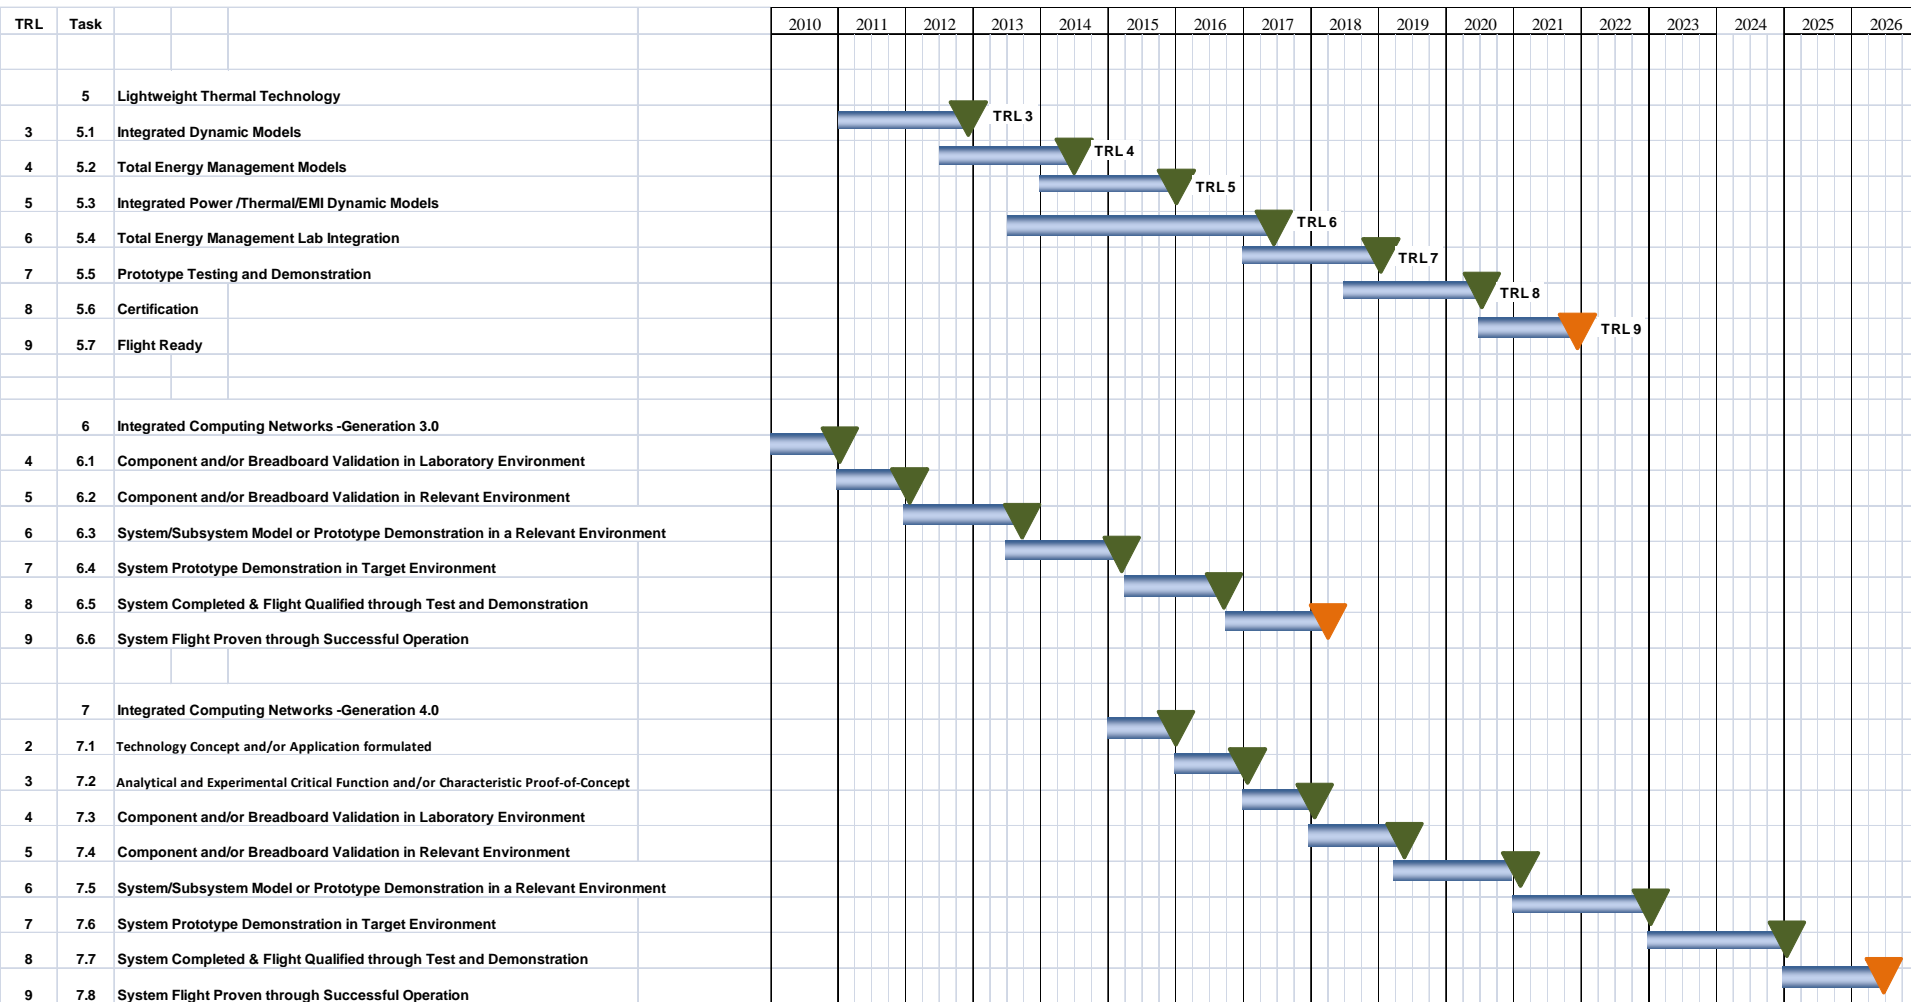 TRL Task 2010 2011 2012 2013 2014 2015 2016 2017 2018 2019 2020 2021 2022 2023 2024 2025 2026
5 Lightweight Thermal Technology
TRL 3
3 5.1 Integrated Dynamic Models
TRL 4
4 5.2 Total Energy Management Models
TRL 5
5 5.3 Integrated Power /Thermal/EMI Dynamic Models
TRL 6
6 5.4 Total Energy Management Lab Integration
TRL 7
7 5.5 Prototype Testing and Demonstration
TRL 8
8 5.6 Certification
TRL 9
9 5.7 Flight Ready
6 Integrated Computing Networks -Generation 3.0
4 6.1 Component and/or Breadboard Validation in Laboratory Environment
5 6.2 Component and/or Breadboard Validation in Relevant Environment
6 6.3 System/Subsystem Model or Prototype Demonstration in a Relevant Environment
7 6.4 System Prototype Demonstration in Target Environment
8 6.5 System Completed & Flight Qualified through Test and Demonstration
9 6.6 System Flight Proven through Successful Operation
7 Integrated Computing Networks -Generation 4.0
2 7.1 Technology Concept and/or Application formulated
3 7.2 Analytical and Experimental Critical Function and/or Characteristic Proof-of-Concept
4 7.3 Component and/or Breadboard Validation in Laboratory Environment
5 7.4 Component and/or Breadboard Validation in Relevant Environment
6 7.5 System/Subsystem Model or Prototype Demonstration in a Relevant Environment
7 7.6 System Prototype Demonstration in Target Environment
8 7.7 System Completed & Flight Qualified through Test and Demonstration
9 7.8 System Flight Proven through Successful Operation